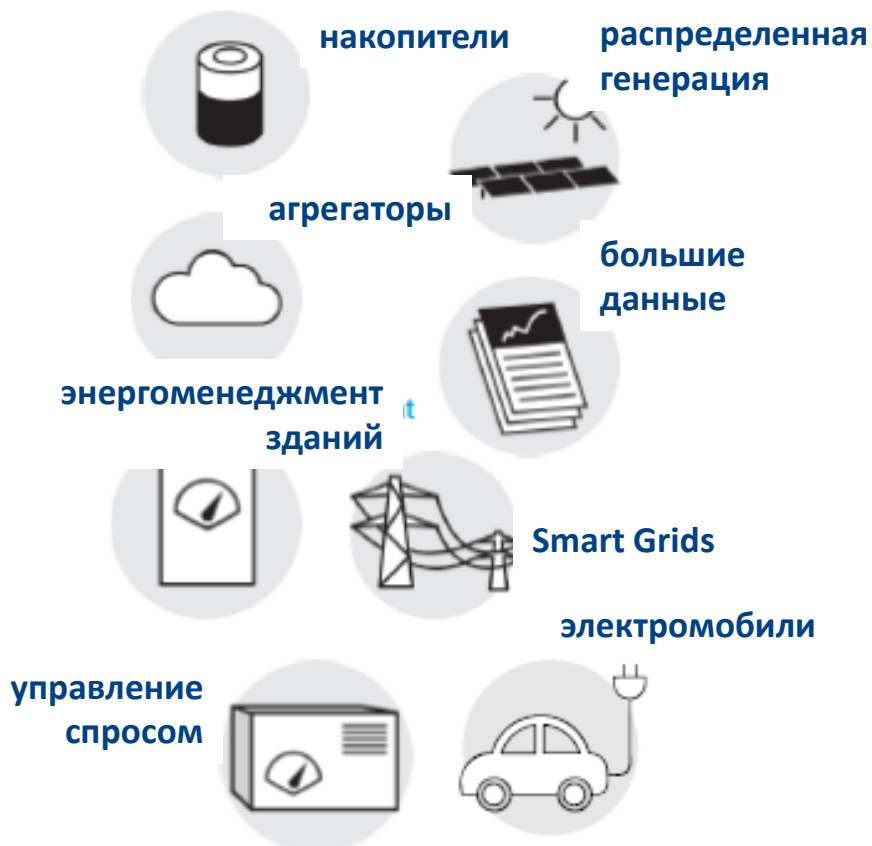 накопители
распределенная
генерация
агрегаторы
большие
данные
энергоменеджмент
зданий
Smart Grids
электромобили
управление
спросом